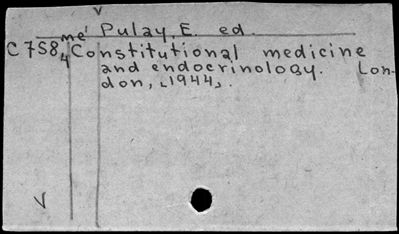 Pulay, E. ed.
me
C7S8 Constitutional medicine
4
and endocrinology. Lon-
don, [1944].